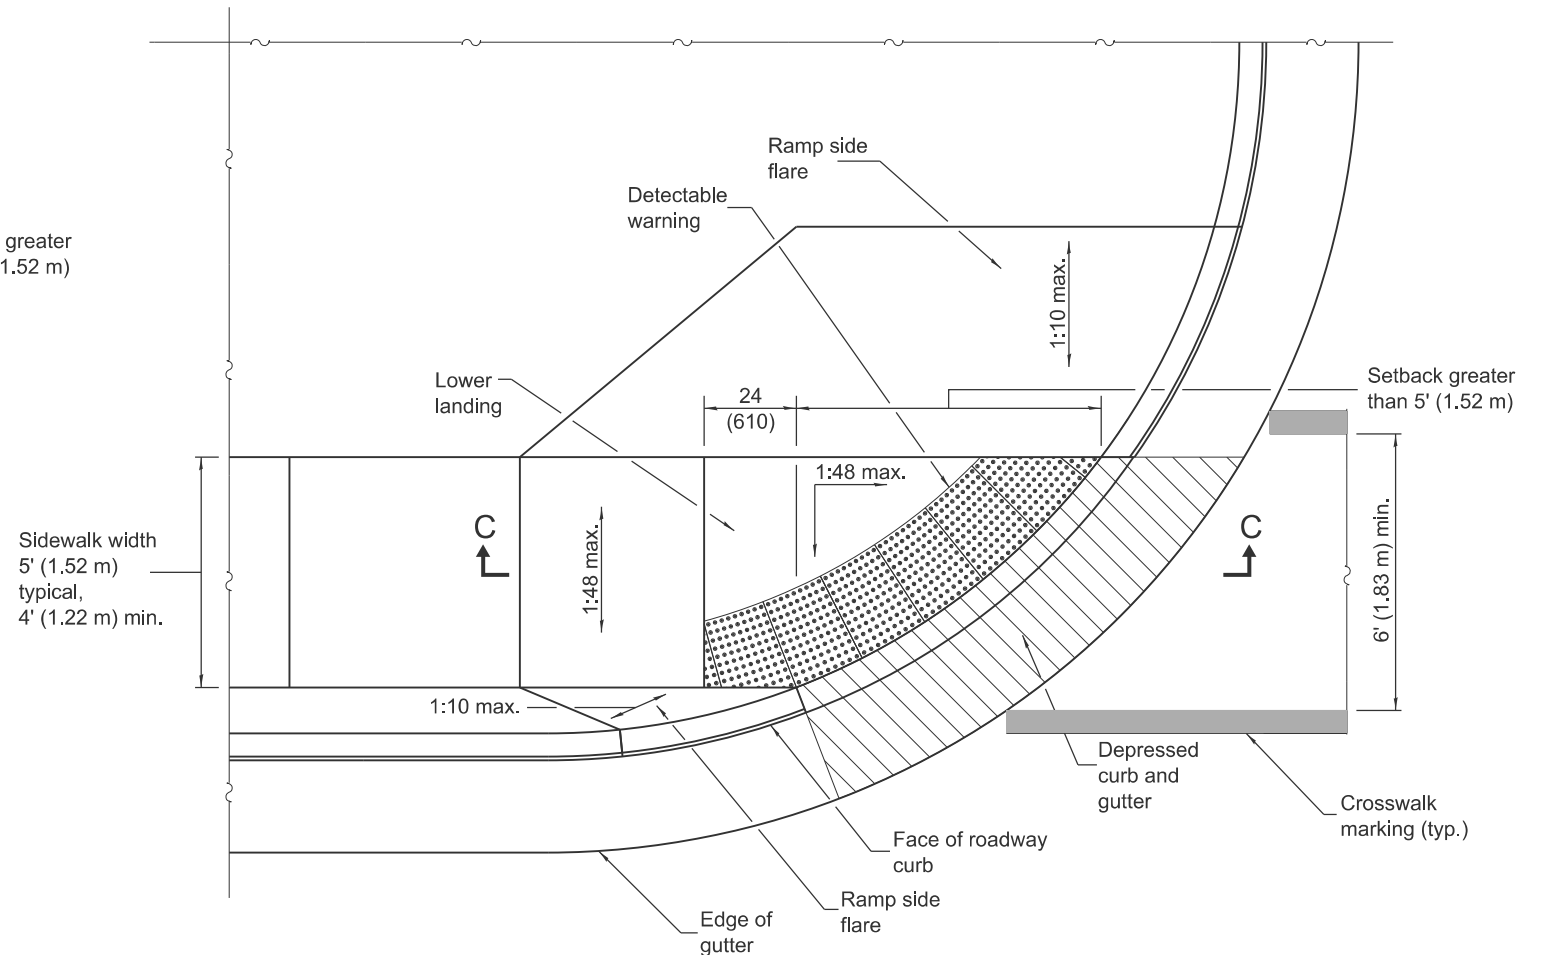 Ramp side
flare
Detectable
warning
greater
1.52 m)
1:10 max.
Lower
landing
24
(610)
Setback greater
than 5' (1.52 m)
1:48 max.
C
C
1:48 max.
Sidewalk width
5' (1.52 m)
typical,
4' (1.22 m) min.
6' (1.83 m) min.
1:10 max.
Depressed
curb and
gutter
Crosswalk
marking (typ.)
Face of roadway
curb
Ramp side
flare
Edge of
gutter